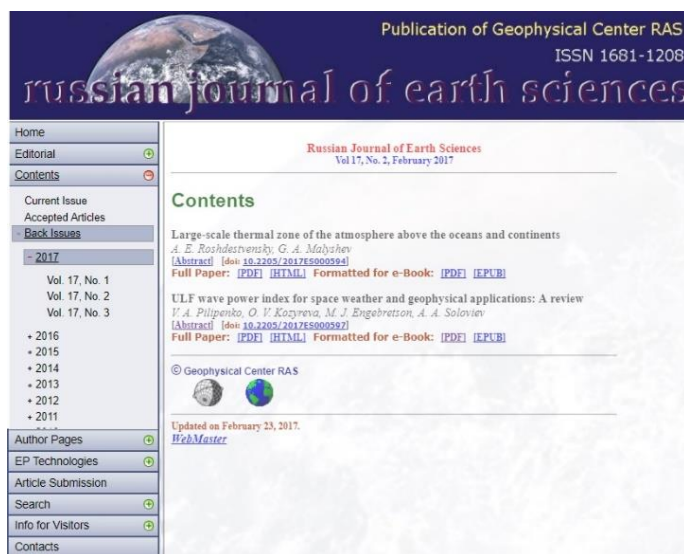 Publication of Geophysical Center RAS
ISSN 1681-1208
russian journal of earth sciences
Home
Editorial
Contents
Current Issue
Accepted Articles
- Back Issues
- 2017
Vol. 17, No. 1
Vol. 17, No. 2
Vol. 17, No. 3
+ 2016
+ 2015
+ 2014
+ 2013
+ 2012
+ 2011
Author Pages
EP Technologies
Article Submission
Search
Info for Visitors
Contacts
Russian Journal of Earth Sciences
Vol 17, No. 2, February 2017
Contents
Large-scale thermal zone of the atmosphere above the oceans and continents
A. E. Roshdestvensky, G. A. Malyshev
[Abstract] [doi: 10.2205/2017ES000594]
Full Paper: [PDF] [HTML] Formatted for e-Book: [PDF] [EPUB]
ULF wave power index for space weather and geophysical applications: A review
V. A. Pilipenko, O. V. Kozyreva, M. J. Engebretson, A. A. Soloviev
[Abstract] [doi: 10.2205/2017ES000597]
Full Paper: [PDF] [HTML] Formatted for e-Book: [PDF] [EPUB]
© Geophysical Center RAS
Updated on February 23, 2017.
WebMaster